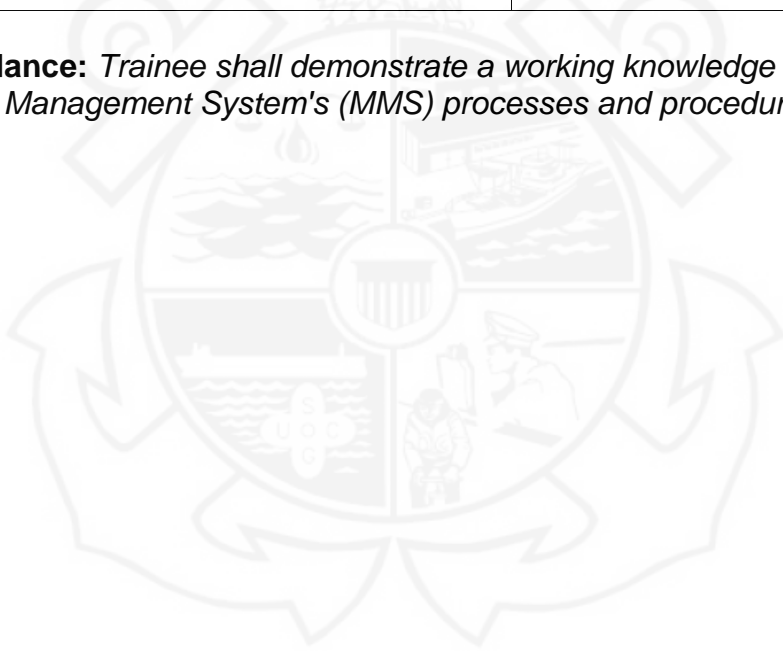 lance: Trainee shall demonstrate a working knowledge
Management System's (MMS) processes and procedur
S
U O C
G